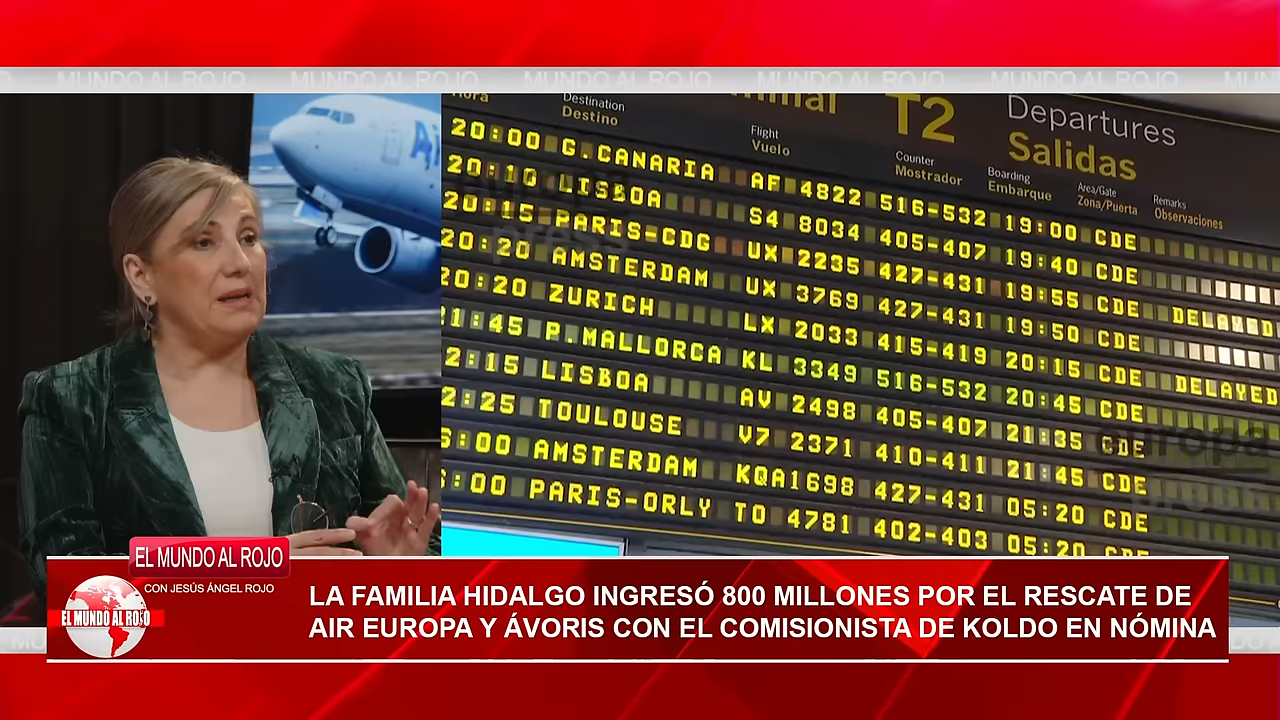 MUNDO AL ROJO MUNDO AL ROJO MUNDO AL ROJO MUNDO AL ROJO MUNDO AL ROJO
Air
Hora
Destination
Destino
Flight
Vuelo
T2
Counter
Mostrador
Departures
Salidas
Boarding
Embarque
Area/Gate
Zona/Puerta
Remarks
Observaciones
20:00 G.CANARIA AF 4822 516-532 19:00 CDE
20:10 LISBOA S4 8034 405-407 19:40 CDE
20:15 PARIS-CDG UX 2235 427-431 19:55 CDE DELAYED
20:20 AMSTERDAM UX 3769 427-431 19:50 CDE
20:20 ZURICH LX 2033 415-419 20:15 CDE DELAYED
1:45 P.MALLORCA KL 3349 516-532 20:45 CDE
2:15 LISBOA AV 2498 405-407 21:35 CDE
2:25 TOULOUSE V7 2371 410-411 21:45 CDE
6:00 AMSTERDAM KQA1698 427-431 05:20 CDE
6:00 PARIS-ORLY TO 4781 402-403 05:20 CDE
europa
press
EL MUNDO AL ROJO
CON JESÚS ÁNGEL ROJO
EL MUNDO AL ROJO
LA FAMILIA HIDALGO INGRESÓ 800 MILLONES POR EL RESCATE DE
AIR EUROPA Y ÁVORIS CON EL COMISIONISTA DE KOLDO EN NÓMINA